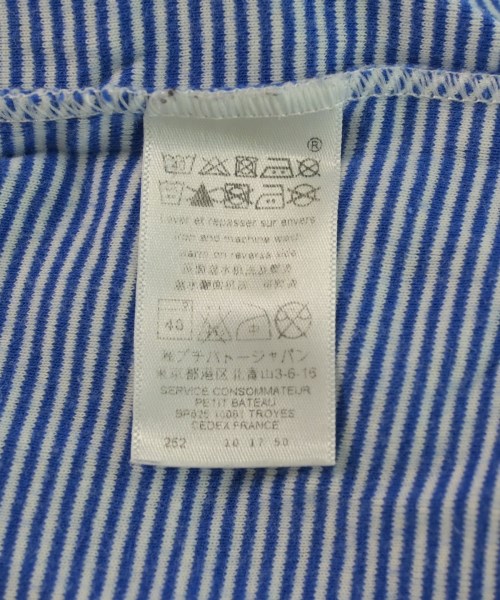 ®
40
Laver et repasser sur envers
Iron and machine wash
warm on reverse side
40
㈱プチバトージャパン
東京都港区北青山3-6-16
SERVICE CONSOMMATEUR
PETIT BATEAU
TROYES
CEDEX FRANCE
252 10 17 50